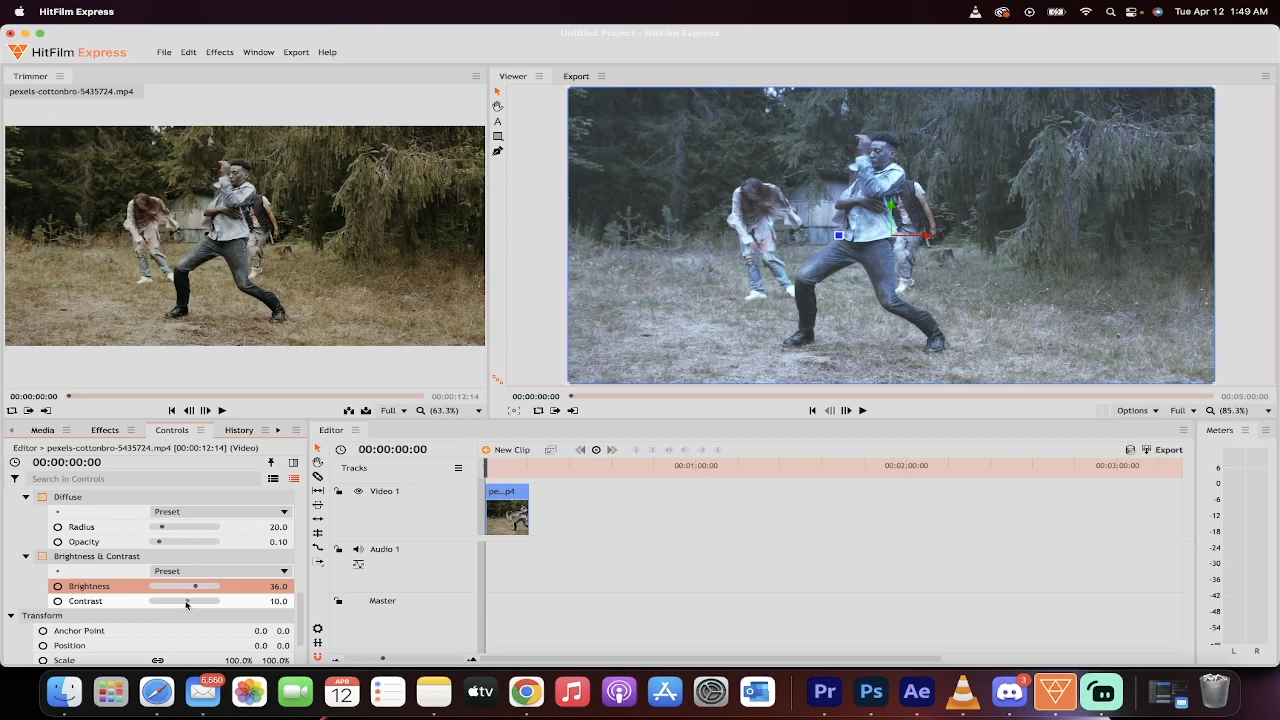 HitFilm Express
Tue Apr 12 1:49 AM
Untitled Project - HitFilm Express
HitFilm Express File Edit Effects Window Export Help
Trimmer
Viewer Export
pexels-cottonbro-5435724.mp4
A
00:00:00:00 00:00:12:14
00:00:00:00 00:05:00:00
Full (63.3%)
Options Full (85.3%)
Media Effects Controls History
Editor
Meters
Editor > pexels-cottonbro-5435724.mp4 [00:00:12:14] (Video)
00:00:00:00
Search in Controls
Diffuse
Preset
Radius 20.0
Opacity 0.10
Brightness & Contrast
Preset
Brightness 36.0
Contrast 10.0
Transform
Anchor Point 0.0 0.0
Position 0.0 0.0
Scale 100.0% 100.0%
00:00:00:00 New Clip Export
Tracks
00:01:00:00 00:02:00:00 00:03:00:00
Video 1
pe...p4
Audio 1
Master
6
0
-6
-12
-18
-24
-30
-36
-42
-48
-54
L R
6,660
APR
12
tv
Pr
Ps
Ae
3